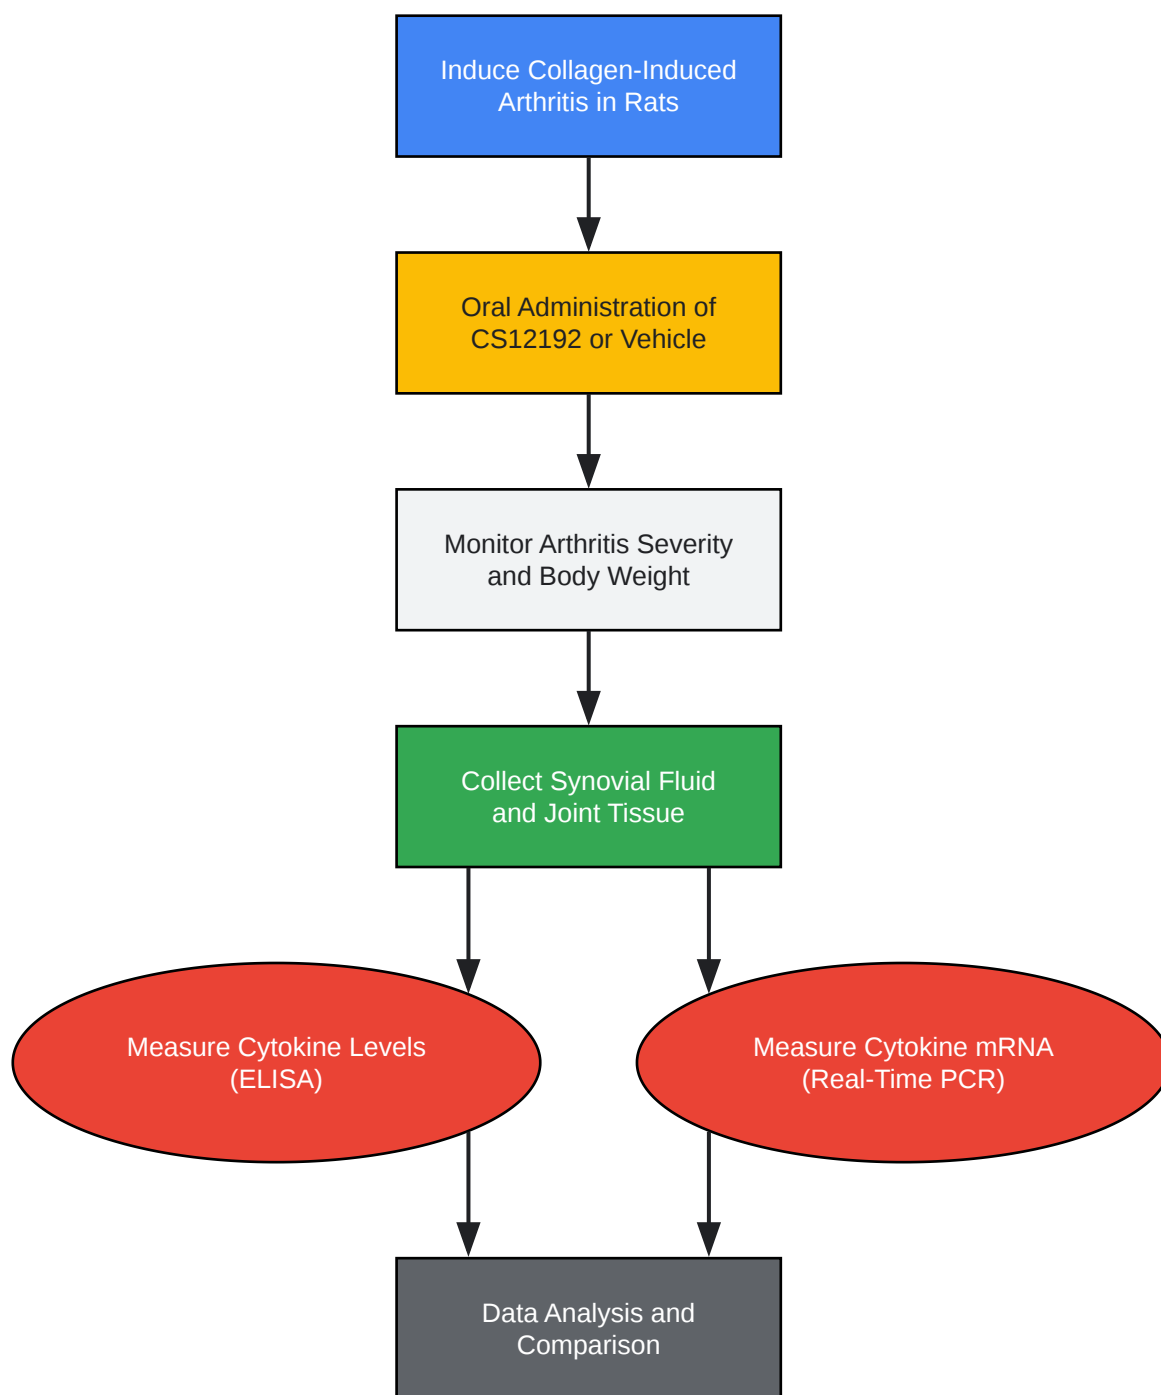 Induce Collagen-Induced
Arthritis in Rats
Oral Administration of
CS12192 or Vehicle
Monitor Arthritis Severity
and Body Weight
Collect Synovial Fluid
and Joint Tissue
Measure Cytokine Levels
(ELISA)
Measure Cytokine mRNA
(Real-Time PCR)
Data Analysis and
Comparison